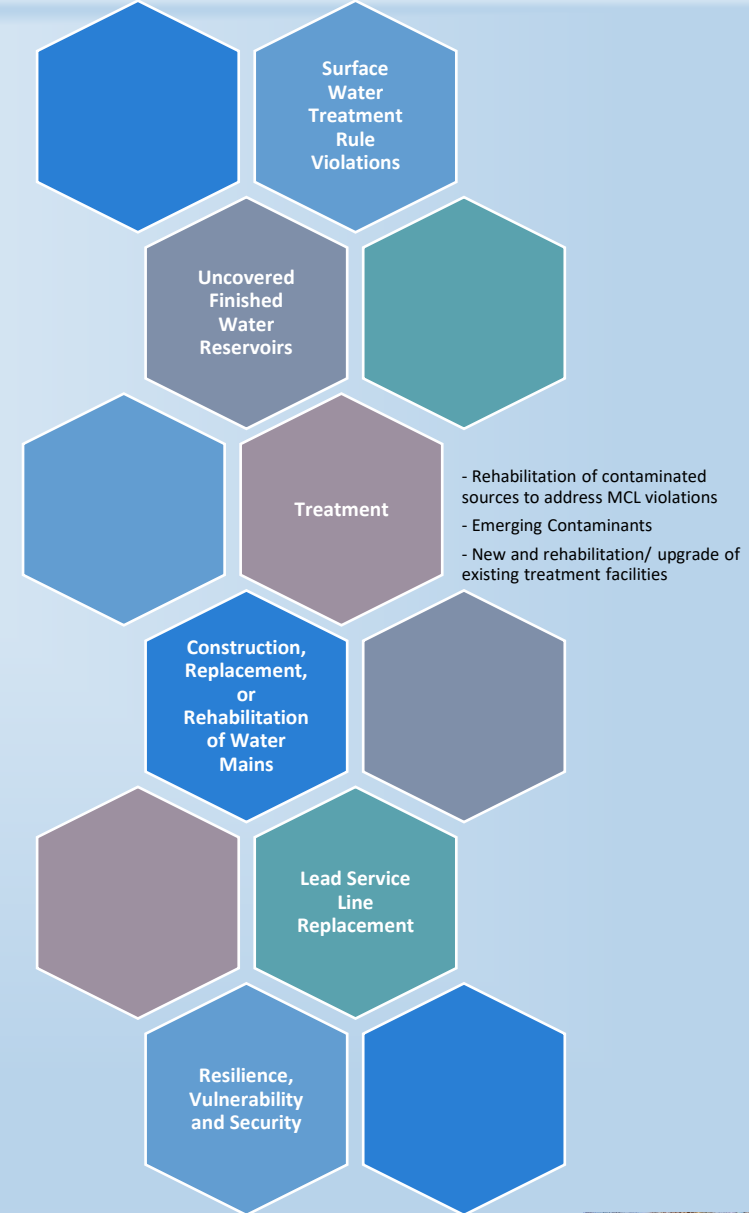 Surface
Water
Treatment
Rule
Violations
Uncovered
Finished
Water
Reservoirs
Treatment
- Rehabilitation of contaminated
sources to address MCL violations
- Emerging Contaminants
- New and rehabilitation/ upgrade of
existing treatment facilities
Construction,
Replacement,
or
Rehabilitation
of Water
Mains
Lead Service
Line
Replacement
Resilience,
Vulnerability
and Security